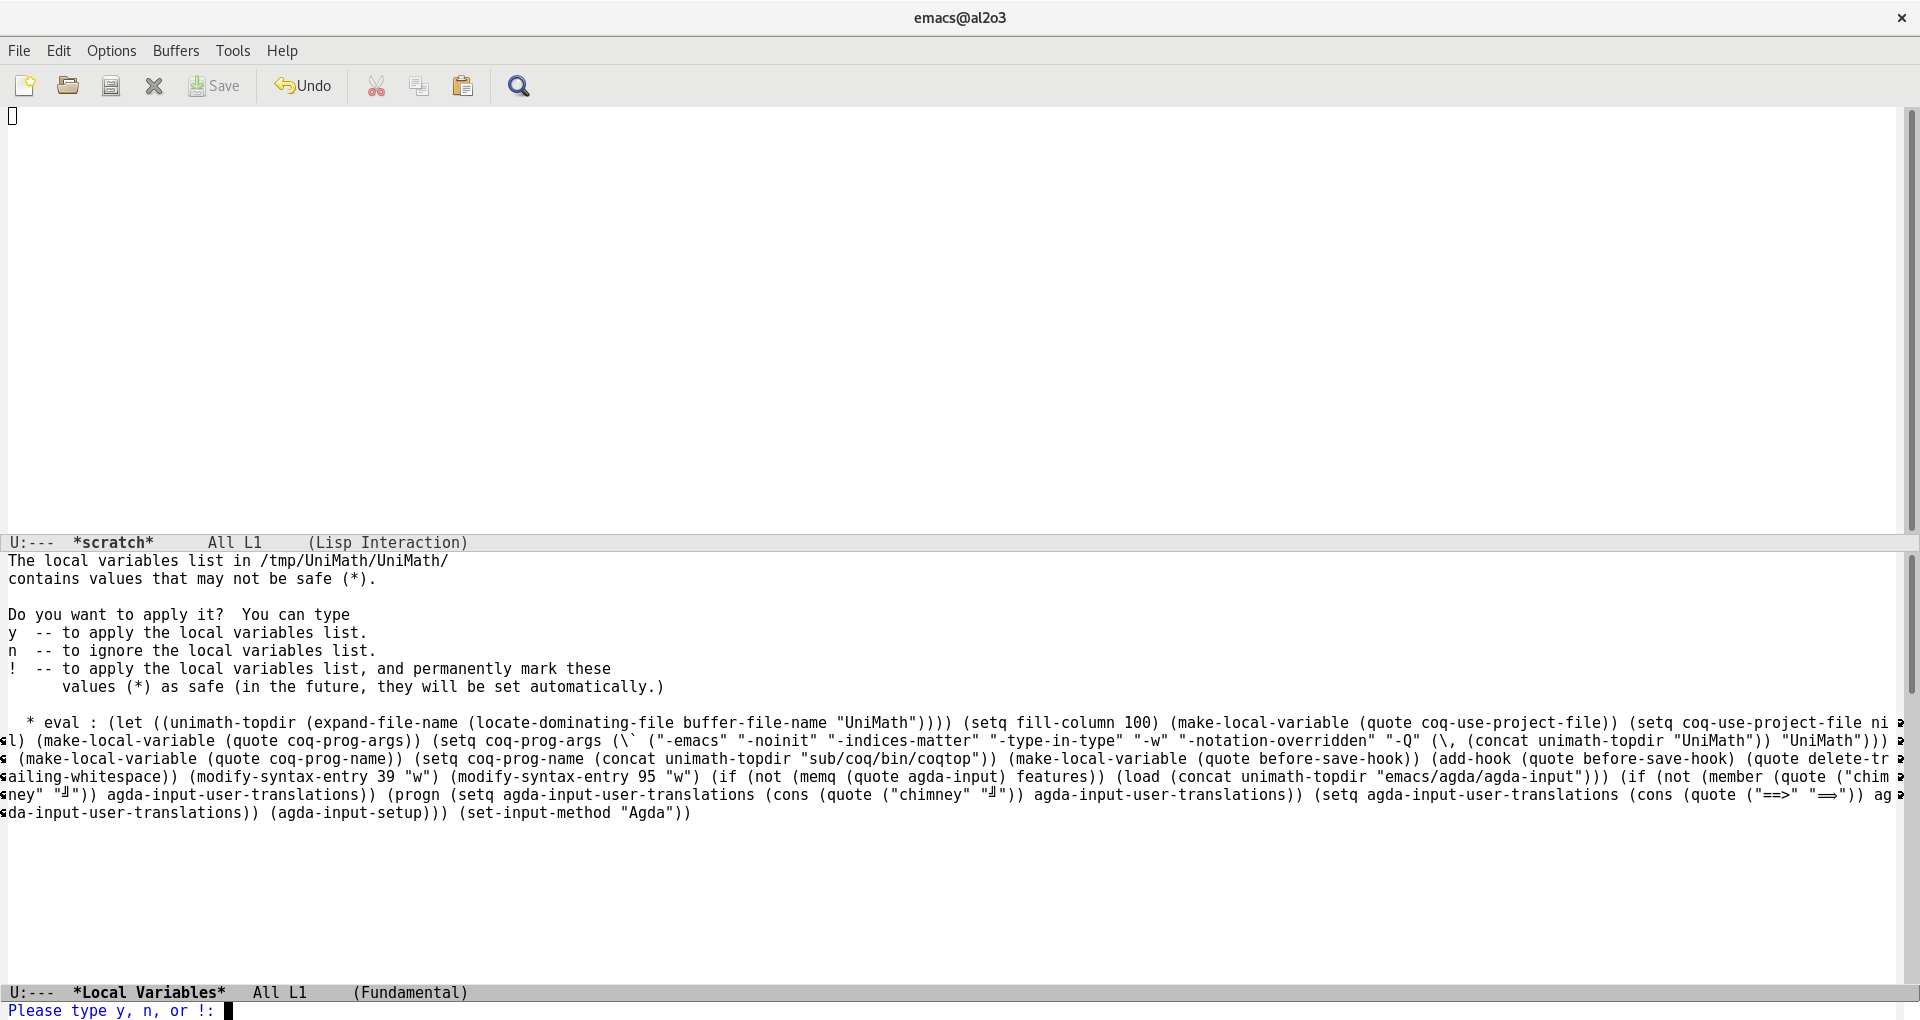 emacs@al2o3
File Edit Options Buffers Tools Help
Save Undo
U:--- *scratch* All L1 (Lisp Interaction)
The local variables list in /tmp/UniMath/UniMath/
contains values that may not be safe (*).
Do you want to apply it?  You can type
y  -- to apply the local variables list.
n  -- to ignore the local variables list.
!  -- to apply the local variables list, and permanently mark these
      values (*) as safe (in the future, they will be set automatically.)
  * eval : (let ((unimath-topdir (expand-file-name (locate-dominating-file buffer-file-name "UniMath")))) (setq fill-column 100) (make-local-variable (quote coq-use-project-file)) (setq coq-use-project-file ni
l) (make-local-variable (quote coq-prog-args)) (setq coq-prog-args (\` ("-emacs" "-noinit" "-indices-matter" "-type-in-type" "-w" "-notation-overridden" "-Q" (\, (concat unimath-topdir "UniMath")) "UniMath")))
 (make-local-variable (quote coq-prog-name)) (setq coq-prog-name (concat unimath-topdir "sub/coq/bin/coqtop")) (make-local-variable (quote before-save-hook)) (add-hook (quote before-save-hook) (quote delete-tr
ailing-whitespace)) (modify-syntax-entry 39 "w") (modify-syntax-entry 95 "w") (if (not (memq (quote agda-input) features)) (load (concat unimath-topdir "emacs/agda/agda-input"))) (if (not (member (quote ("chim
ney" "╝")) agda-input-user-translations)) (progn (setq agda-input-user-translations (cons (quote ("chimney" "╝")) agda-input-user-translations)) (setq agda-input-user-translations (cons (quote ("==>" "⟹")) ag
da-input-user-translations)) (agda-input-setup))) (set-input-method "Agda"))
U:--- *Local Variables* All L1 (Fundamental)
Please type y, n, or !: